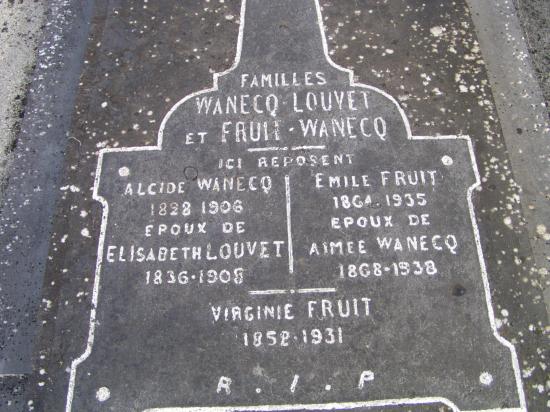 FAMILLES
WANECQ-LOUVET
ET FRUIT-WANECQ
ICI REPOSENT
ALCIDE WANECQ
1828 1906
EPOUX DE
ELISABETH LOUVET
1836-1908
EMILE FRUIT
1864-1935
EPOUX DE
AIMEE WANECQ
1868-1938
VIRGINIE FRUIT
1852-1931
R.I.P